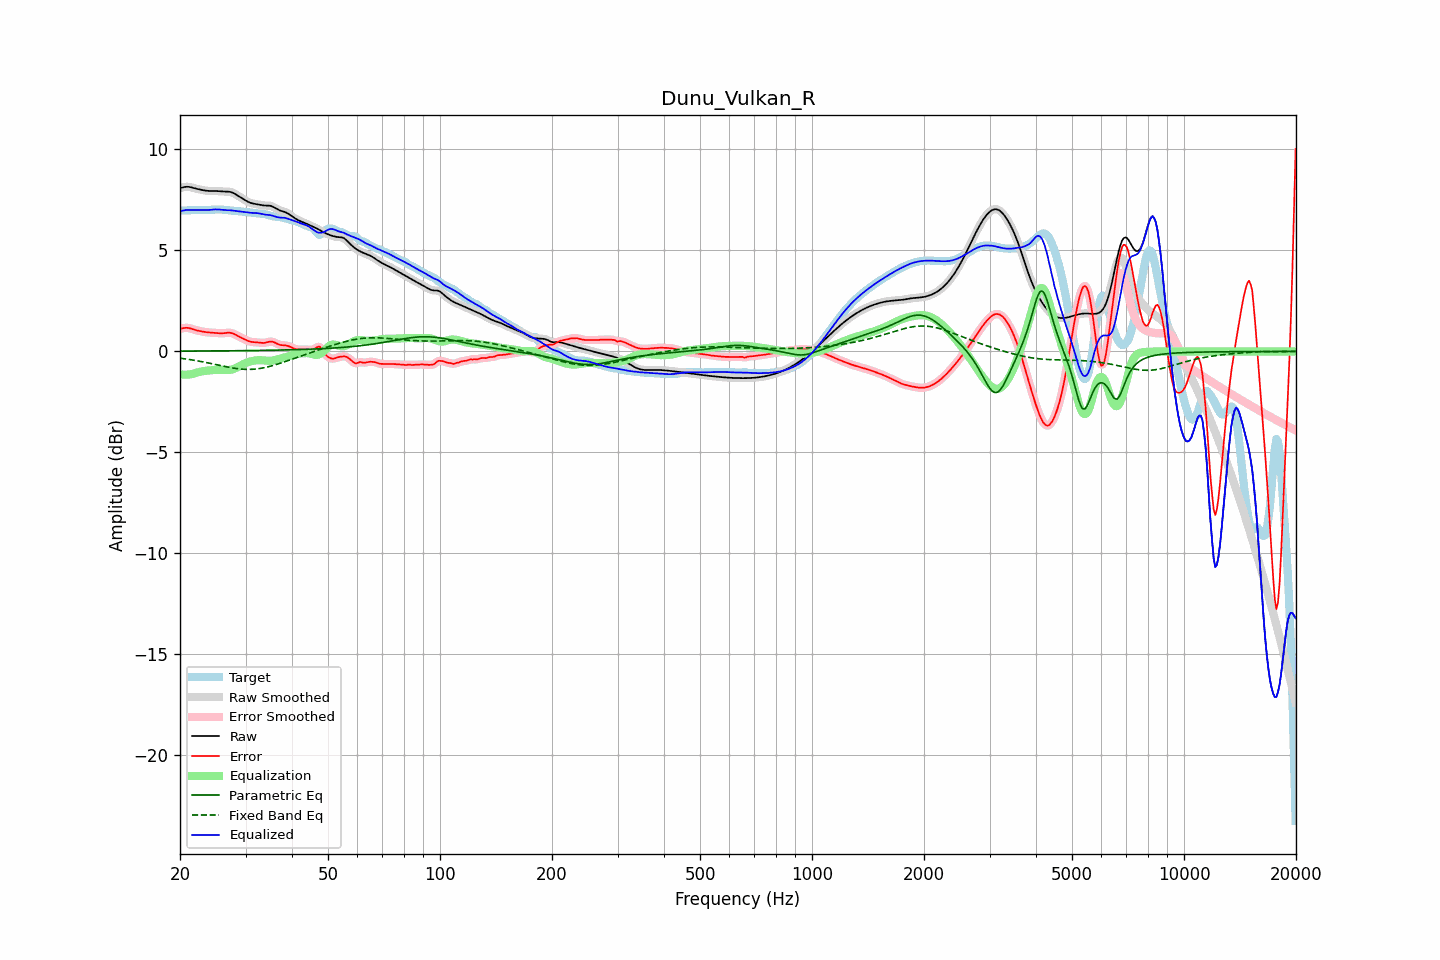 Dunu_Vulkan_R
Amplitude (dBr)
10
5
0
−5
−10
−15
−20
Target
Raw Smoothed
Error Smoothed
Raw
Error
Equalization
Parametric Eq
Fixed Band Eq
Equalized
20 50 100 200 500 1000 2000 5000 10000 20000
Frequency (Hz)